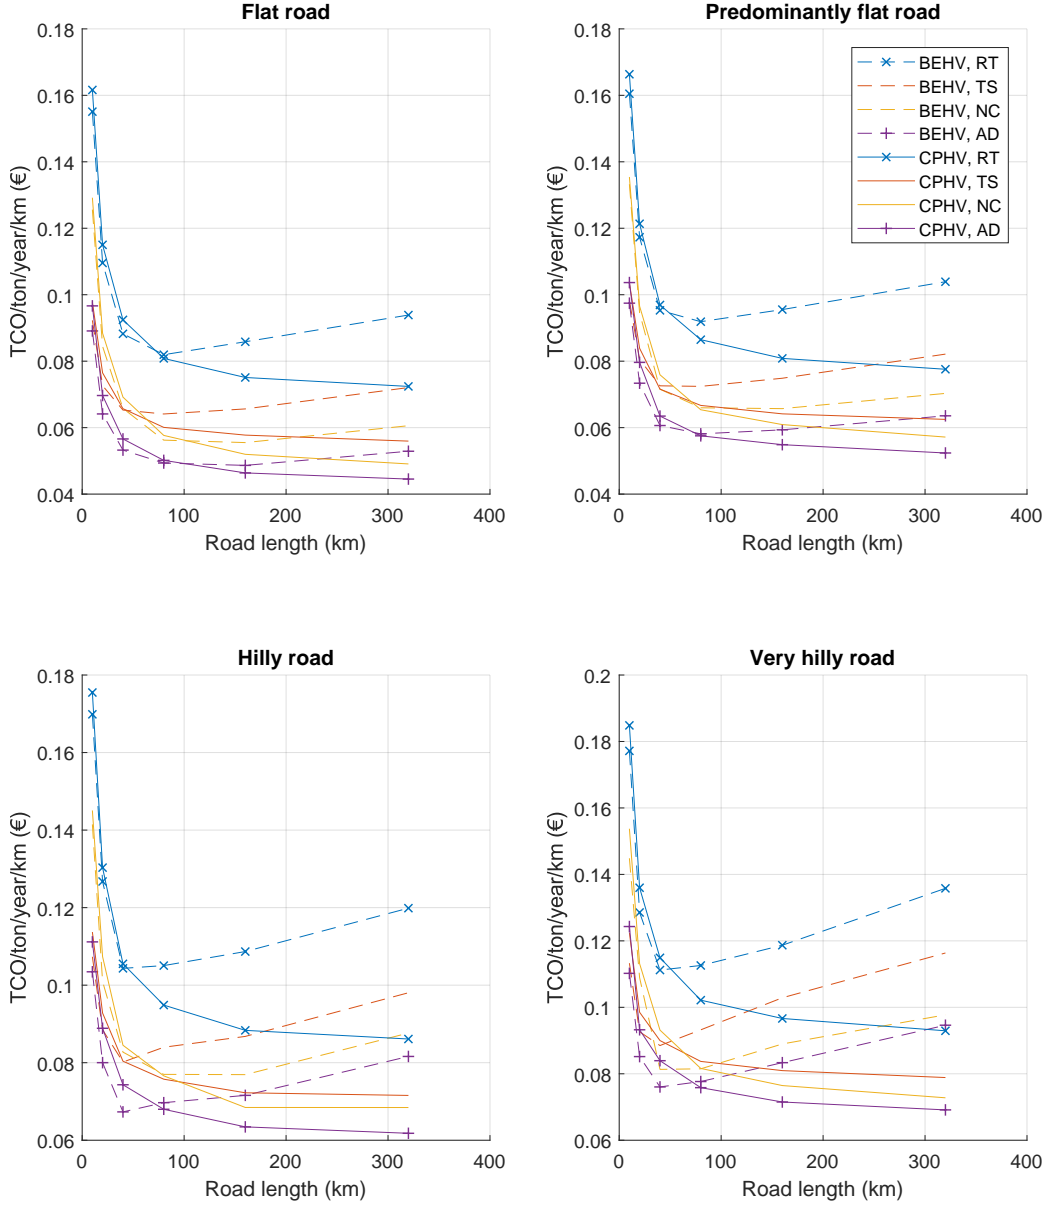 Flat road
0.18
0.16
0.14
0.12
0.1
0.08
0.06
0.04
TCO/ton/year/km (€)
0 100 200 300 400
Road length (km)
Predominantly flat road
0.18
0.16
0.14
0.12
0.1
0.08
0.06
0.04
TCO/ton/year/km (€)
BEHV, RT
BEHV, TS
BEHV, NC
BEHV, AD
CPHV, RT
CPHV, TS
CPHV, NC
CPHV, AD
0 100 200 300 400
Road length (km)
Hilly road
0.18
0.16
0.14
0.12
0.1
0.08
0.06
TCO/ton/year/km (€)
0 100 200 300 400
Road length (km)
Very hilly road
0.2
0.18
0.16
0.14
0.12
0.1
0.08
0.06
TCO/ton/year/km (€)
0 100 200 300 400
Road length (km)